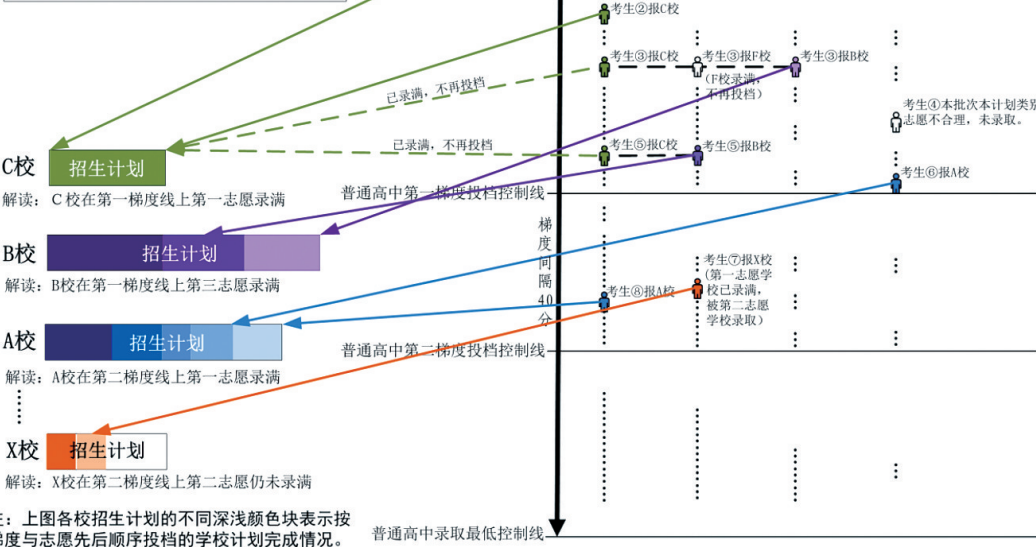 考生②报C校
考生③报C校
考生③报F校
考生③报B校
(F校录满,
不再投档)
已录满,不再投档
考生④本批次本计划类别
志愿不合理,未录取。
已录满,不再投档
考生⑤报C校
考生⑤报B校
C校
招生计划
考生⑥报A校
解读:C校在第一梯度线上第一志愿录满
普通高中第一梯度投档控制线
B校
招生计划
梯
度
间
隔
40
分
解读:B校在第一梯度线上第三志愿录满
考生⑦报X校
(第一志愿学
校已录满,
被第二志愿
学校录取)
考生⑧报A校
A校
招生计划
普通高中第二梯度投档控制线
解读:A校在第二梯度线上第一志愿录满
X校
招生计划
解读:X校在第二梯度线上第二志愿仍未录满
:上图各校招生计划的不同深浅颜色块表示按
度与志愿先后顺序投档的学校计划完成情况。
普通高中录取最低控制线